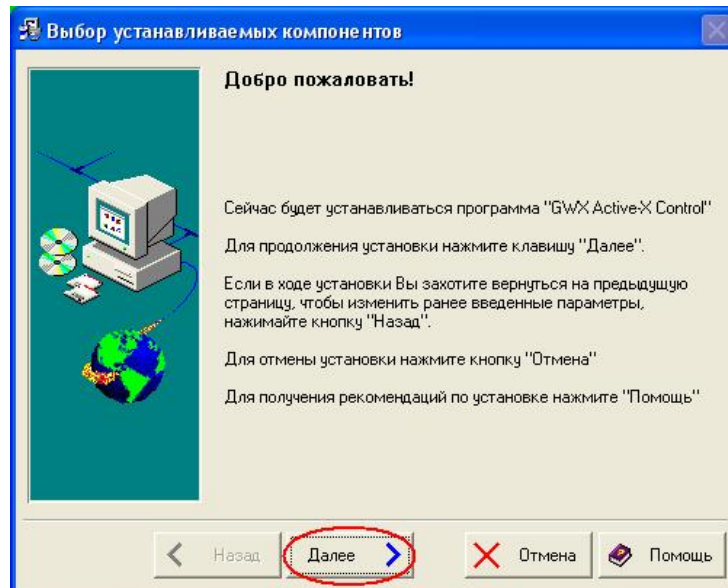 Выбор устанавливаемых компонентов
Добро пожаловать!
Сейчас будет устанавливаться программа "GWX Active-X Control"
Для продолжения установки нажмите клавишу "Далее".
Если в ходе установки Вы захотите вернуться на предыдущую
страницу, чтобы изменить ранее введенные параметры,
нажимайте кнопку "Назад".
Для отмены установки нажмите кнопку "Отмена"
Для получения рекомендаций по установке нажмите "Помощь"
Назад Далее Отмена Помощь